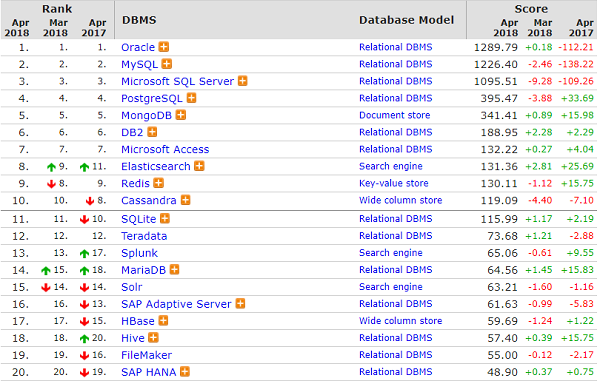 Rank Score
Apr 2018 Mar 2018 Apr 2017 DBMS Database Model Apr 2018 Mar 2018 Apr 2017
1. 1. 1. Oracle Relational DBMS 1289.79 +0.18 -112.21
2. 2. 2. MySQL Relational DBMS 1226.40 -2.46 -138.22
3. 3. 3. Microsoft SQL Server Relational DBMS 1095.51 -9.28 -109.26
4. 4. 4. PostgreSQL Relational DBMS 395.47 -3.88 +33.69
5. 5. 5. MongoDB Document store 341.41 +0.89 +15.98
6. 6. 6. DB2 Relational DBMS 188.95 +2.28 +2.29
7. 7. 7. Microsoft Access Relational DBMS 132.22 +0.27 +4.04
8. 9. 11. Elasticsearch Search engine 131.36 +2.81 +25.69
9. 8. 9. Redis Key-value store 130.11 -1.12 +15.75
10. 10. 8. Cassandra Wide column store 119.09 -4.40 -7.10
11. 11. 10. SQLite Relational DBMS 115.99 +1.17 +2.19
12. 12. 12. Teradata Relational DBMS 73.68 +1.21 -2.88
13. 13. 17. Splunk Search engine 65.06 -0.61 +9.55
14. 15. 18. MariaDB Relational DBMS 64.56 +1.45 +15.83
15. 14. 14. Solr Search engine 63.21 -1.60 -1.16
16. 16. 13. SAP Adaptive Server Relational DBMS 61.63 -0.99 -5.83
17. 17. 15. HBase Wide column store 59.69 -1.24 +1.22
18. 18. 20. Hive Relational DBMS 57.40 +0.39 +15.75
19. 19. 16. FileMaker Relational DBMS 55.00 -0.12 -2.17
20. 20. 19. SAP HANA Relational DBMS 48.90 +0.37 +0.75